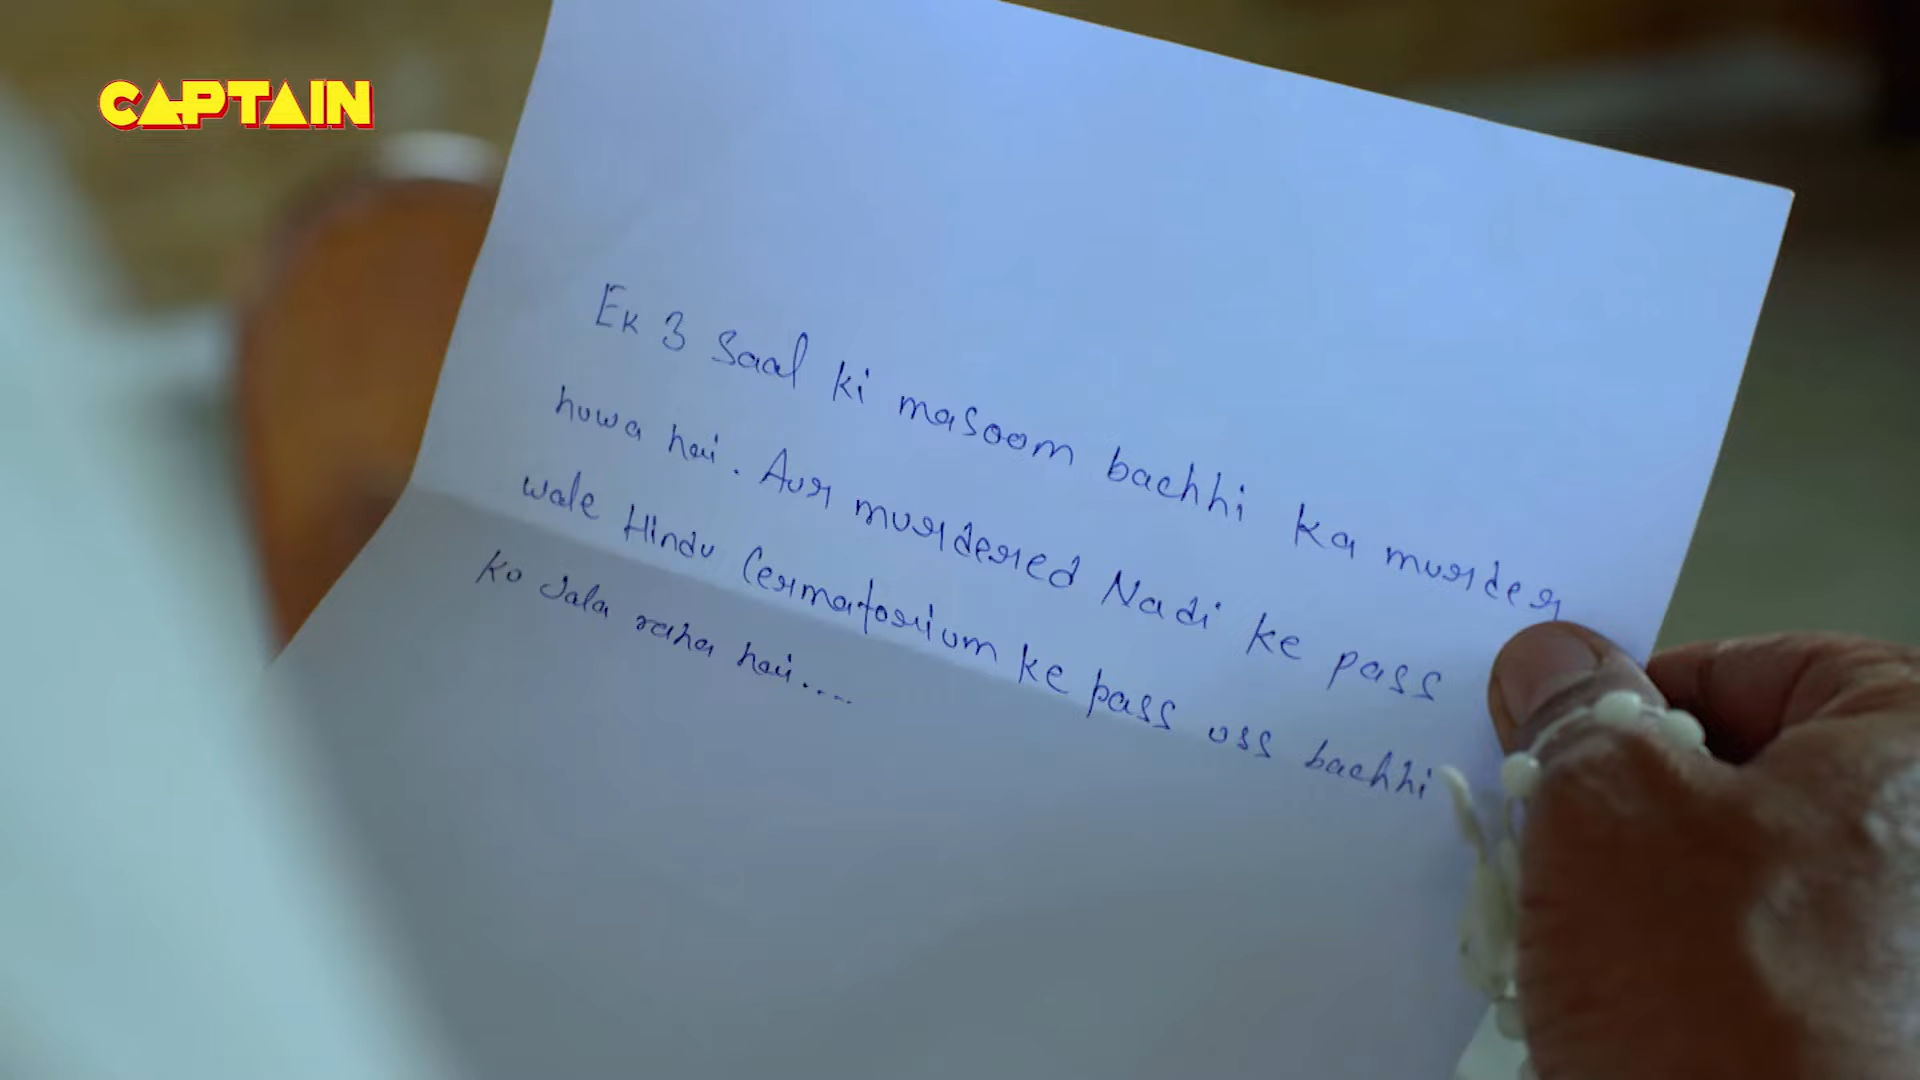 CAPTAIN
Ek 3 saal ki masoom bachhi ka murder
huwa hai. Aur murdered Nadi ke pass
wale Hindu Cermatorium ke pass uss bachhi
ko Jala raha hai....